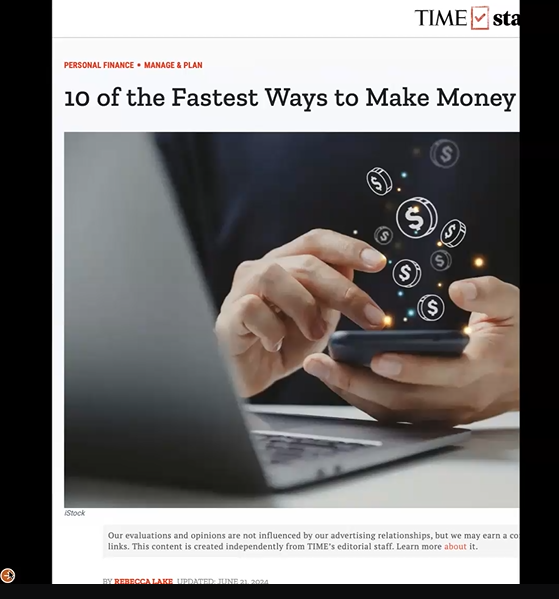 TIME sta
PERSONAL FINANCE • MANAGE & PLAN
10 of the Fastest Ways to Make Money
iStock
Our evaluations and opinions are not influenced by our advertising relationships, but we may earn a co
links. This content is created independently from TIME's editorial staff. Learn more about it.
BY REBECCA LAKE UPDATED: JUNE 21, 2024